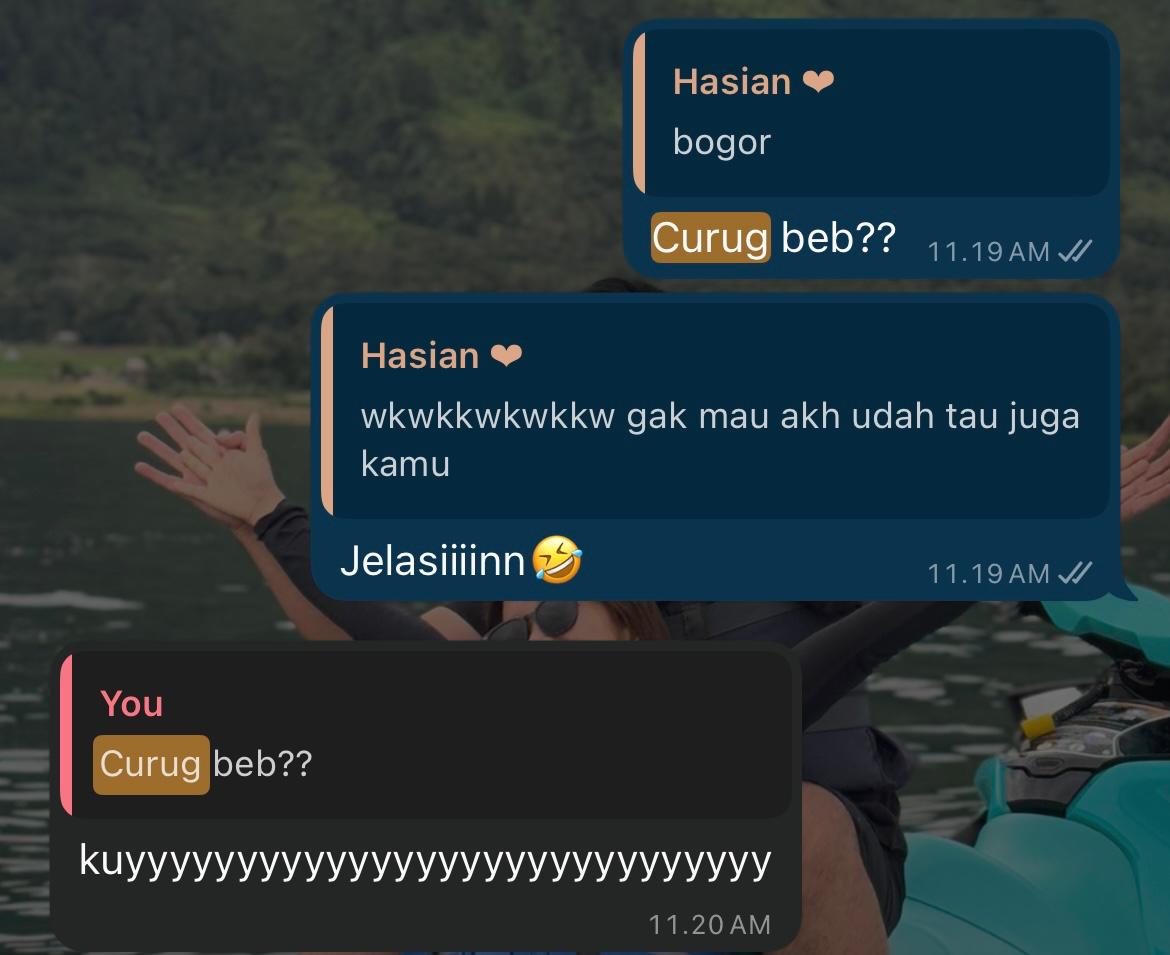 Hasian ❤
bogor
Curug beb??
11.19 AM
Hasian ❤
wkwkkwkwkkw gak mau akh udah tau juga
kamu
Jelasiiiinn🤣
11.19 AM
You
Curug beb??
kuyyyyyyyyyyyyyyyyyyyyyyyyyyyyy
11.20 AM